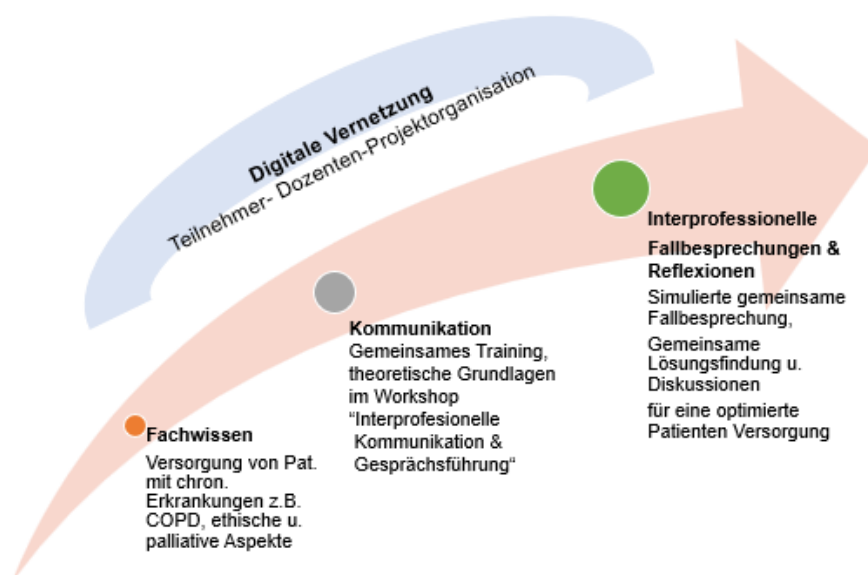 Digitale Vernetzung
Teilnehmer- Dozenten-Projektorganisation
Fachwissen
Versorgung von Pat.
mit chron.
Erkrankungen z.B.
COPD, ethische u.
palliative Aspekte
Kommunikation
Gemeinsames Training,
theoretische Grundlagen
im Workshop
“Interprofesionelle
Kommunikation &
Gesprächsführung“
Interprofessionelle
Fallbesprechungen &
Reflexionen
Simulierte gemeinsame
Fallbesprechung,
Gemeinsame
Lösungsfindung u.
Diskussionen
für eine optimierte
Patienten Versorgung